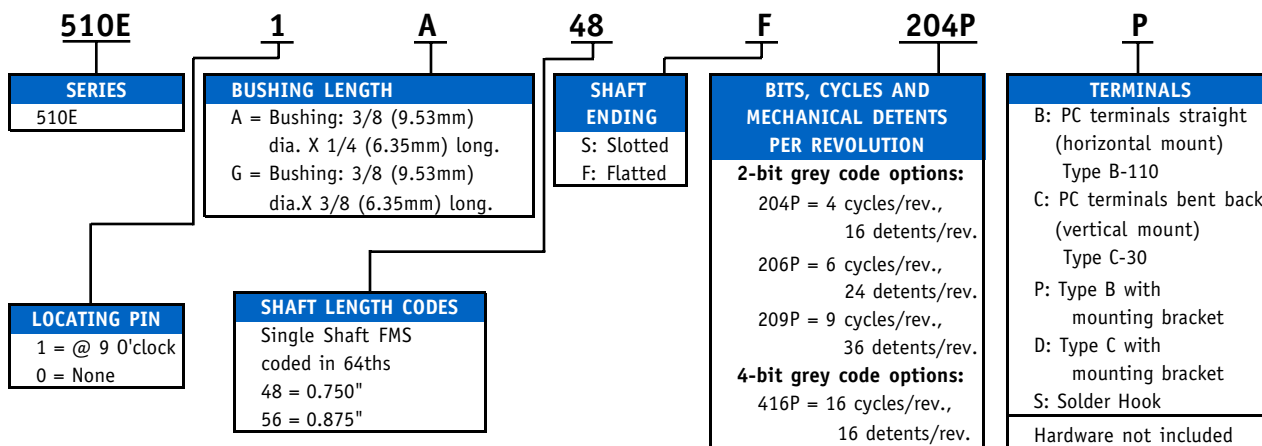 510E 1 A 48 F 204P P
SERIES
510E
BUSHING LENGTH
A = Bushing: 3/8 (9.53mm)
dia. X 1/4 (6.35mm) long.
G = Bushing: 3/8 (9.53mm)
dia.X 3/8 (6.35mm) long.
SHAFT
ENDING
S: Slotted
F: Flatted
BITS, CYCLES AND
MECHANICAL DETENTS
PER REVOLUTION
2-bit grey code options:
204P = 4 cycles/rev.,
16 detents/rev.
206P = 6 cycles/rev.,
24 detents/rev.
209P = 9 cycles/rev.,
36 detents/rev.
4-bit grey code options:
416P = 16 cycles/rev.,
16 detents/rev.
TERMINALS
B: PC terminals straight
(horizontal mount)
Type B-110
C: PC terminals bent back
(vertical mount)
Type C-30
P: Type B with
mounting bracket
D: Type C with
mounting bracket
S: Solder Hook
Hardware not included
LOCATING PIN
1 = @ 9 O'clock
0 = None
SHAFT LENGTH CODES
Single Shaft FMS
coded in 64ths
48 = 0.750"
56 = 0.875"